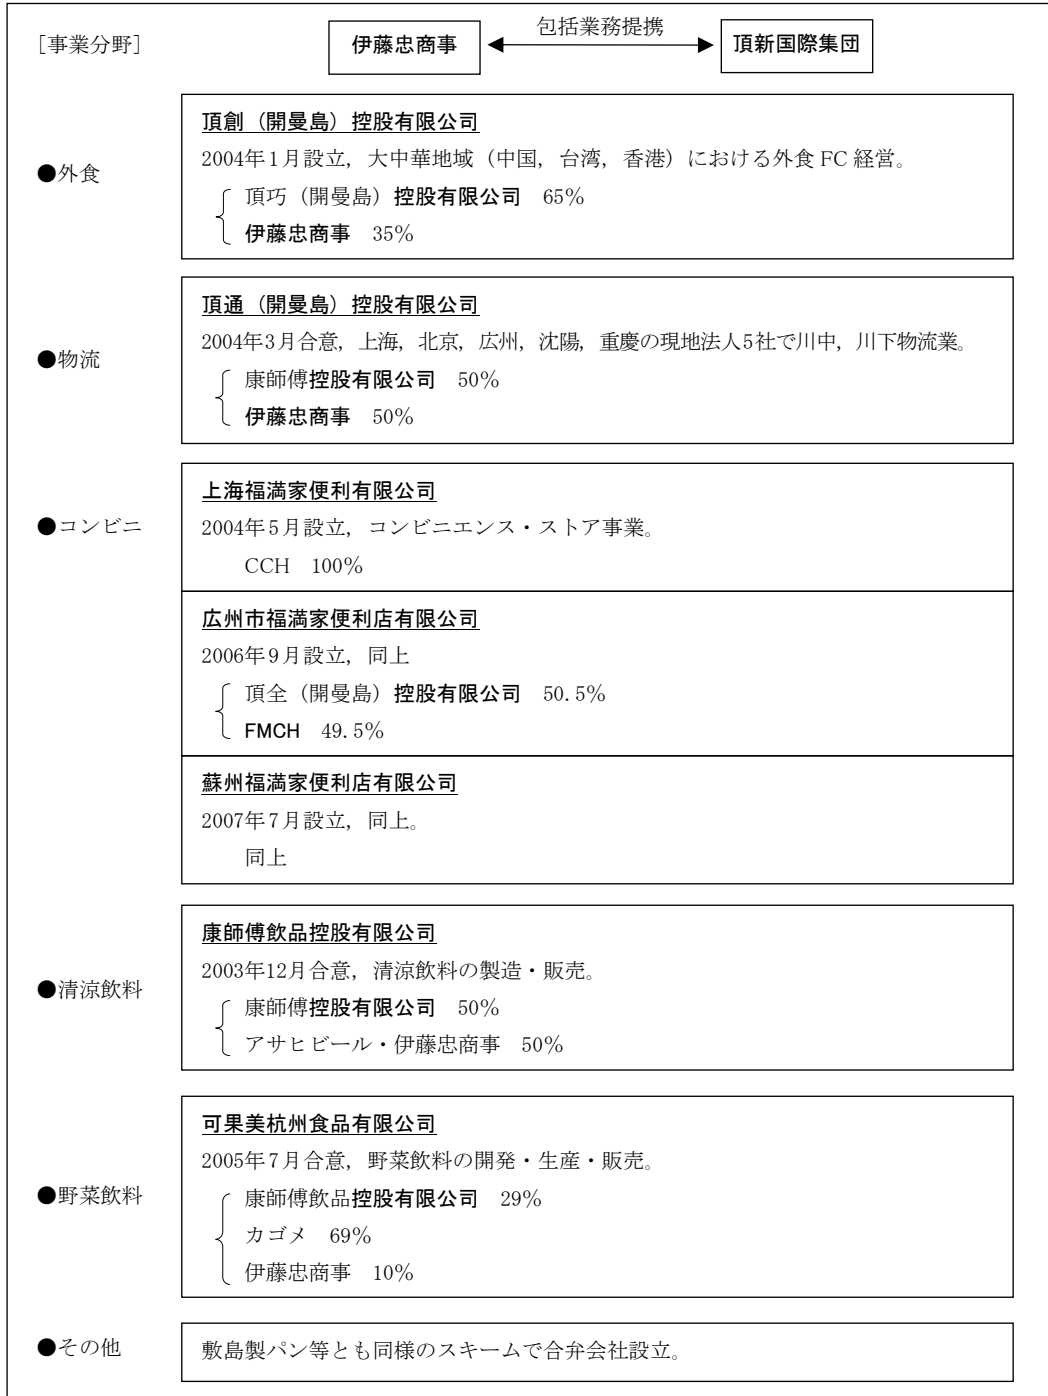 [事業分野]
伊藤忠商事
包括業務提携
頂新国際集団
●外食
頂創（開曼島）控股有限公司
2004年1月設立，大中華地域（中国，台湾，香港）における外食 FC 経営。
頂巧（開曼島）控股有限公司　65%
伊藤忠商事　35%
●物流
頂通（開曼島）控股有限公司
2004年3月合意，上海，北京，広州，沈陽，重慶の現地法人5社で川中，川下物流業。
康師傅控股有限公司　50%
伊藤忠商事　50%
●コンビニ
上海福満家便利有限公司
2004年5月設立，コンビニエンス・ストア事業。
CCH　100%
広州市福満家便利店有限公司
2006年9月設立，同上
頂全（開曼島）控股有限公司　50.5%
FMCH　49.5%
蘇州福満家便利店有限公司
2007年7月設立，同上。
同上
●清涼飲料
康師傅飲品控股有限公司
2003年12月合意，清涼飲料の製造・販売。
康師傅控股有限公司　50%
アサヒビール・伊藤忠商事　50%
●野菜飲料
可果美杭州食品有限公司
2005年7月合意，野菜飲料の開発・生産・販売。
康師傅飲品控股有限公司　29%
カゴメ　69%
伊藤忠商事　10%
●その他
敷島製パン等とも同様のスキームで合弁会社設立。